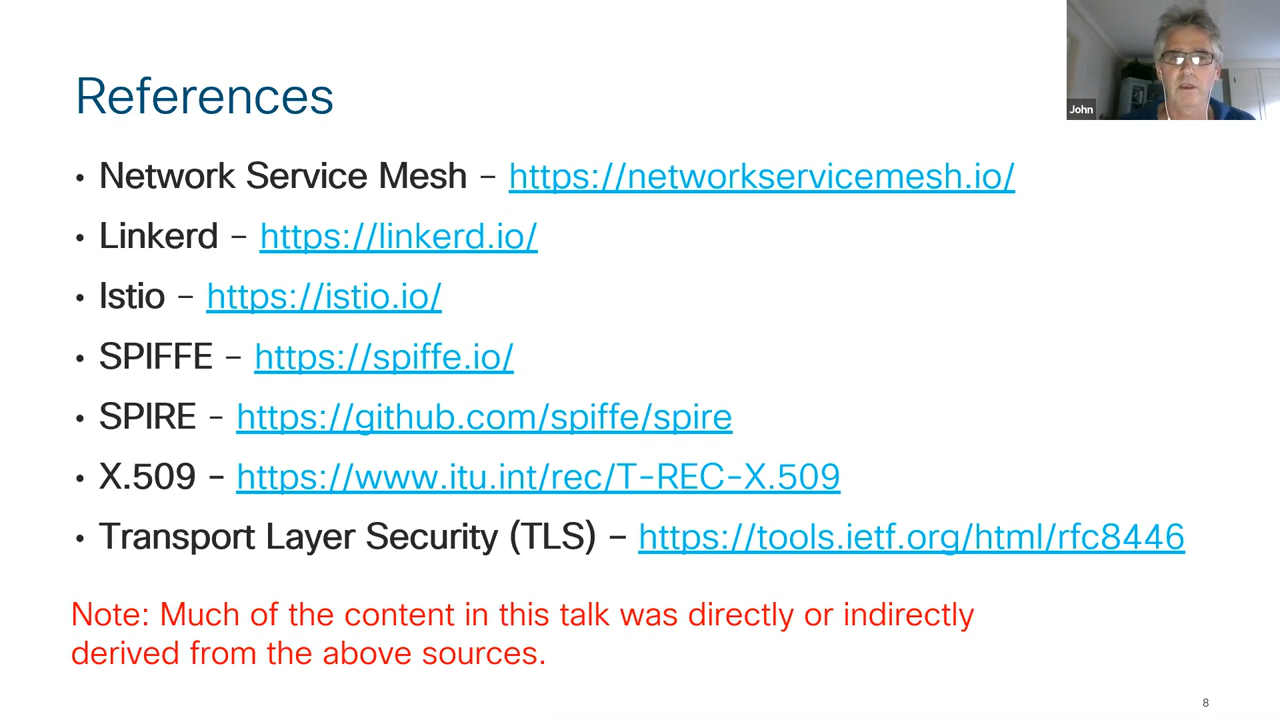 References
John
• Network Service Mesh – https://networkservicemesh.io/
• Linkerd – https://linkerd.io/
• Istio – https://istio.io/
• SPIFFE – https://spiffe.io/
• SPIRE – https://github.com/spiffe/spire
• X.509 – https://www.itu.int/rec/T-REC-X.509
• Transport Layer Security (TLS) – https://tools.ietf.org/html/rfc8446
Note: Much of the content in this talk was directly or indirectly
derived from the above sources.
8